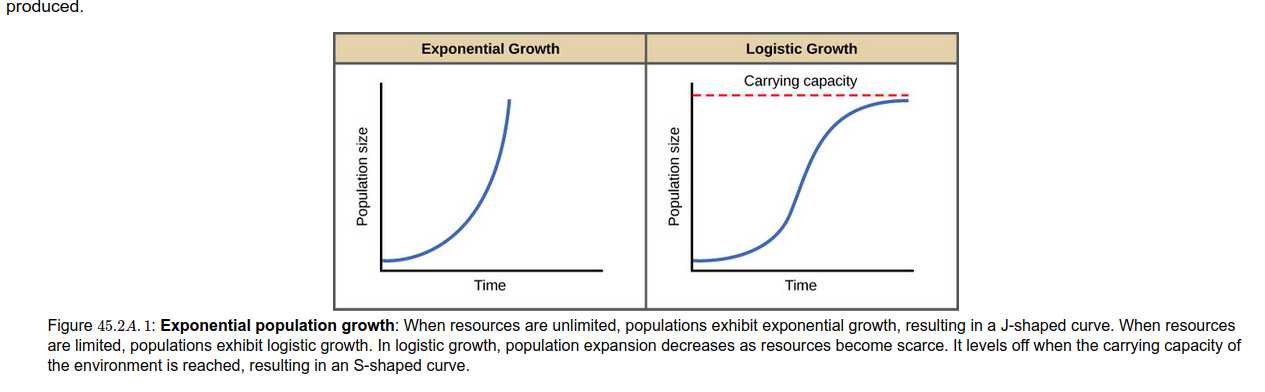 produced.
Exponential Growth
Logistic Growth
Population size
Time
Carrying capacity
Population size
Time
Figure 45.2A.1: Exponential population growth: When resources are unlimited, populations exhibit exponential growth, resulting in a J-shaped curve. When resources
are limited, populations exhibit logistic growth. In logistic growth, population expansion decreases as resources become scarce. It levels off when the carrying capacity of
the environment is reached, resulting in an S-shaped curve.